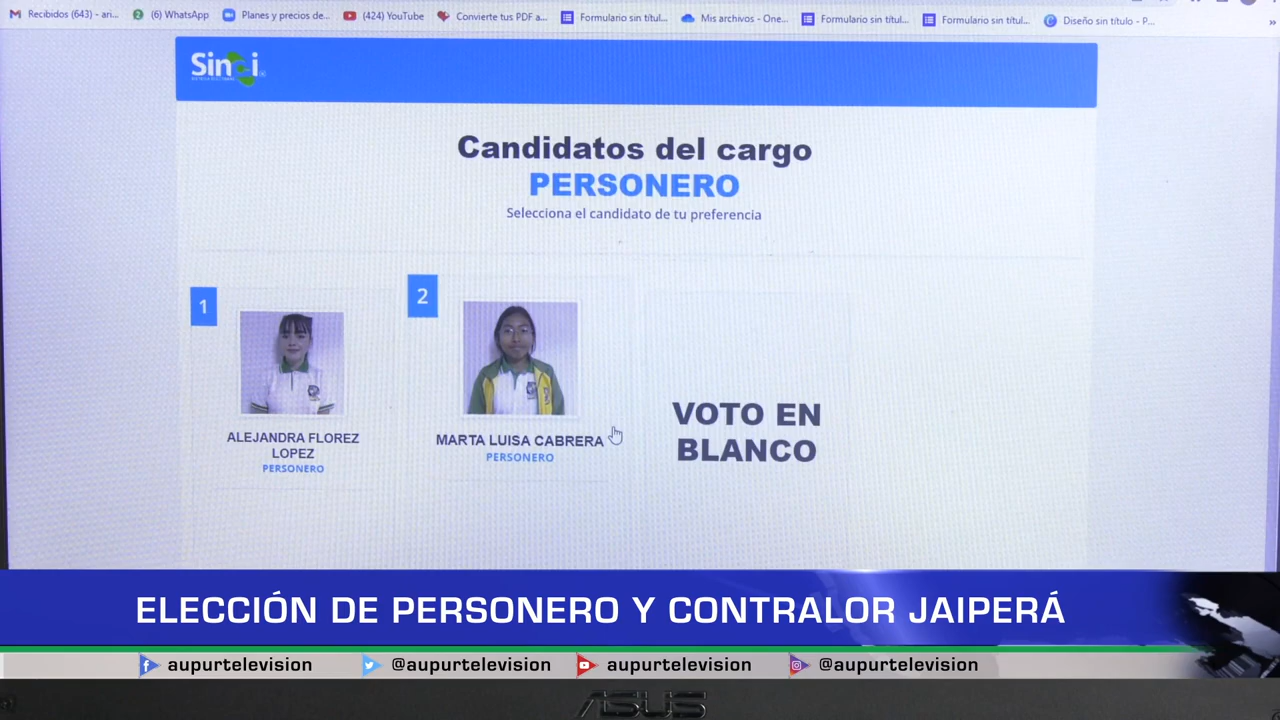 Recibidos (643) - ari...
(6) WhatsApp
Planes y precios de...
(424) YouTube
Convierte tus PDF a...
Formulario sin títul...
Mis archivos - One...
Formulario sin títul...
Formulario sin títul...
Diseño sin título - P...
»
Candidatos del cargo
PERSONERO
Selecciona el candidato de tu preferencia
1
ALEJANDRA FLOREZ
LOPEZ
PERSONERO
2
MARTA LUISA CABRERA
PERSONERO
VOTO EN
BLANCO
ELECCIÓN DE PERSONERO Y CONTRALOR JAIPERÁ
aupurtelevision
@aupurtelevision
aupurtelevision
@aupurtelevision
ASUS